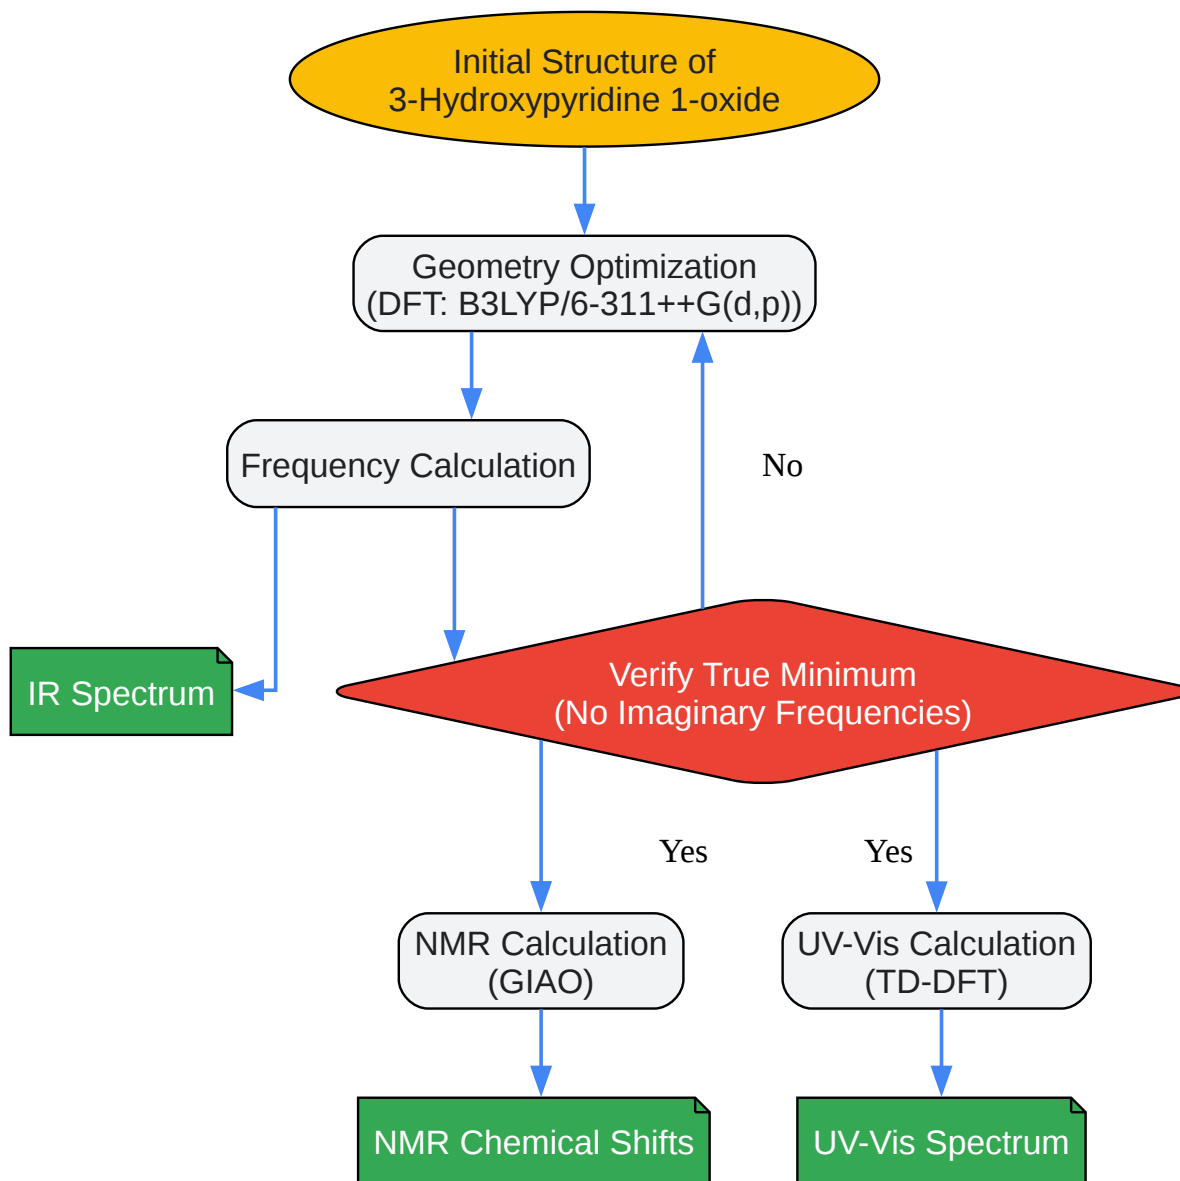 Initial Structure of
3-Hydroxypyridine 1-oxide
Geometry Optimization
(DFT: B3LYP/6-311++G(d,p))
Frequency Calculation
No
IR Spectrum
Verify True Minimum
(No Imaginary Frequencies)
Yes
Yes
NMR Calculation
(GIAO)
UV-Vis Calculation
(TD-DFT)
NMR Chemical Shifts
UV-Vis Spectrum